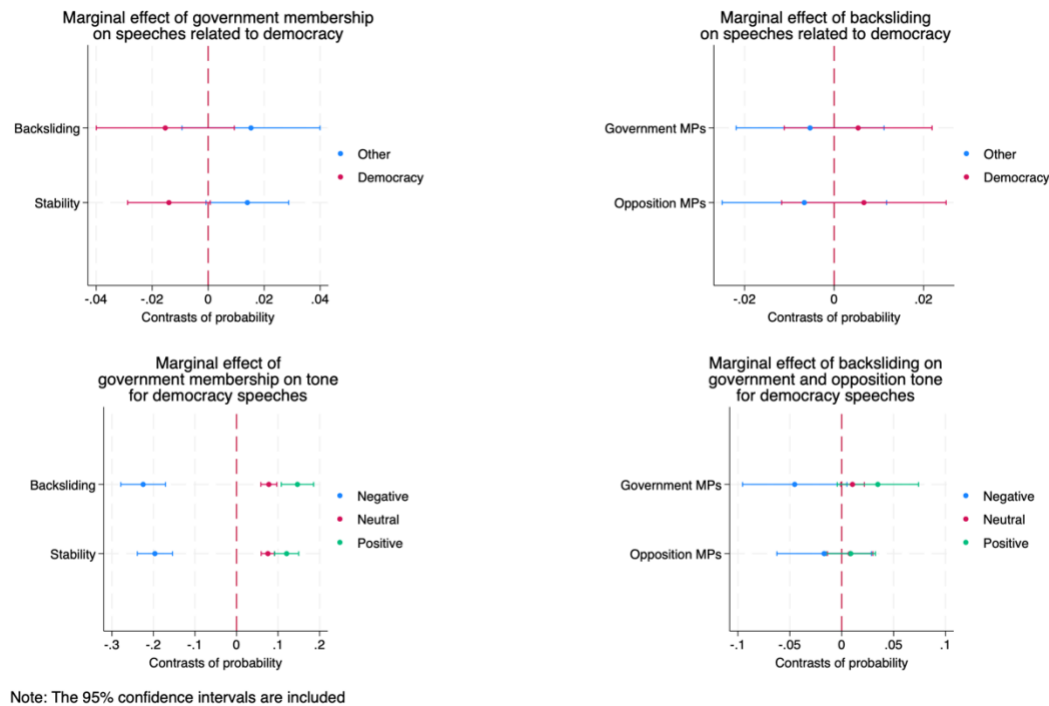 Marginal effect of government membership
on speeches related to democracy
Backsliding
Stability
-.04 -.02 0 .02 .04
Contrasts of probability
Other
Democracy
Marginal effect of backsliding
on speeches related to democracy
Government MPs
Opposition MPs
-.02 0 .02
Contrasts of probability
Other
Democracy
Marginal effect of
government membership on tone
for democracy speeches
Backsliding
Stability
-.3 -.2 -.1 0 .1 .2
Contrasts of probability
Negative
Neutral
Positive
Marginal effect of backsliding on
government and opposition tone
for democracy speeches
Government MPs
Opposition MPs
-.1 -.05 0 .05 .1
Contrasts of probability
Negative
Neutral
Positive
Note: The 95% confidence intervals are included